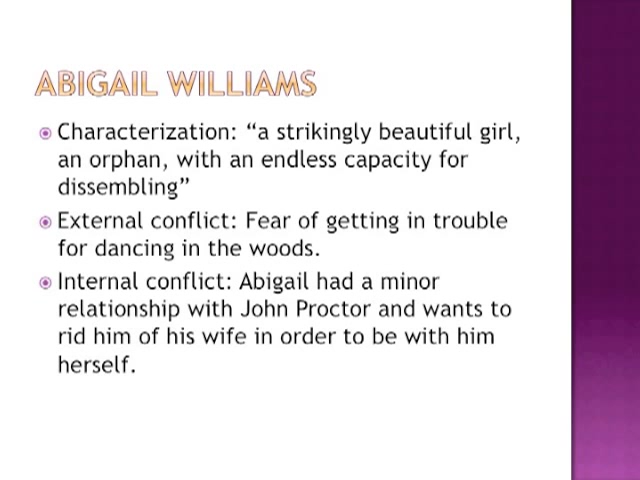 ABIGAIL WILLIAMS
Characterization: “a strikingly beautiful girl,
an orphan, with an endless capacity for
dissembling”
External conflict: Fear of getting in trouble
for dancing in the woods.
Internal conflict: Abigail had a minor
relationship with John Proctor and wants to
rid him of his wife in order to be with him
herself.